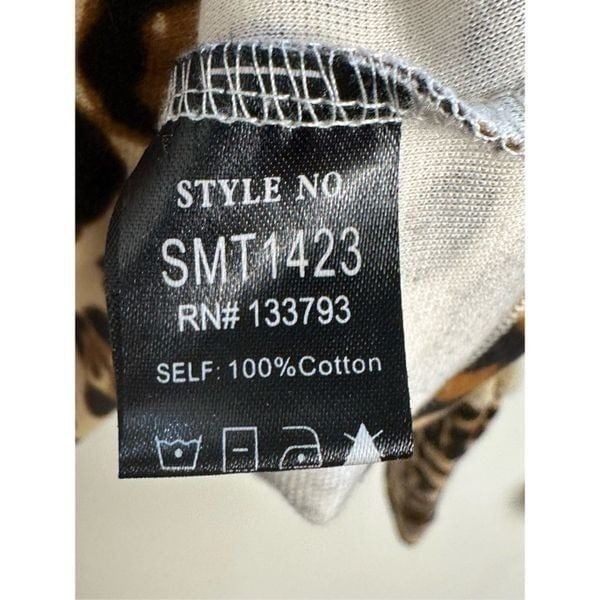 STYLE NO
SMT1423
RN# 133793
SELF: 100%Cotton